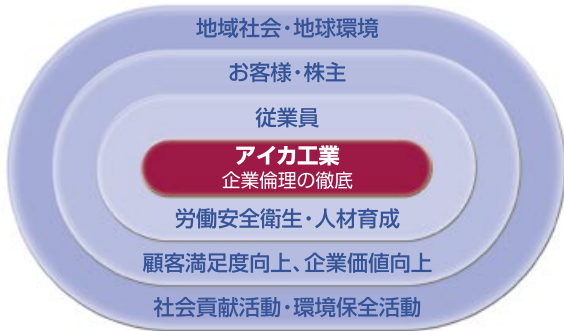 地域社会・地球環境
お客様・株主
従業員
アイカ工業
企業倫理の徹底
労働安全衛生・人材育成
顧客満足度向上、企業価値向上
社会貢献活動・環境保全活動